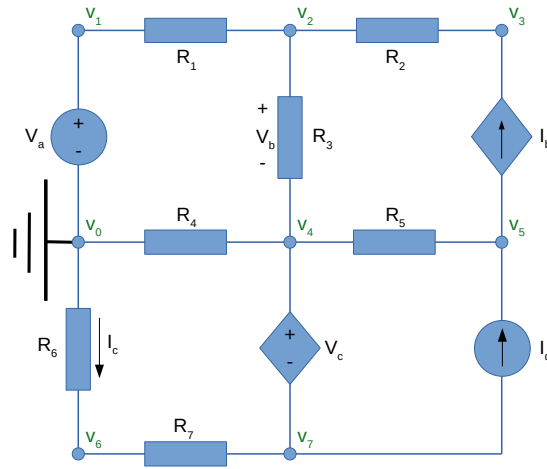 v1 v2 v3
R1 R2
+
Va + - Vb R3 Ib
-
v0 R4 v4 R5 v5
R6 Ic + - Vc
v6 R7 v7